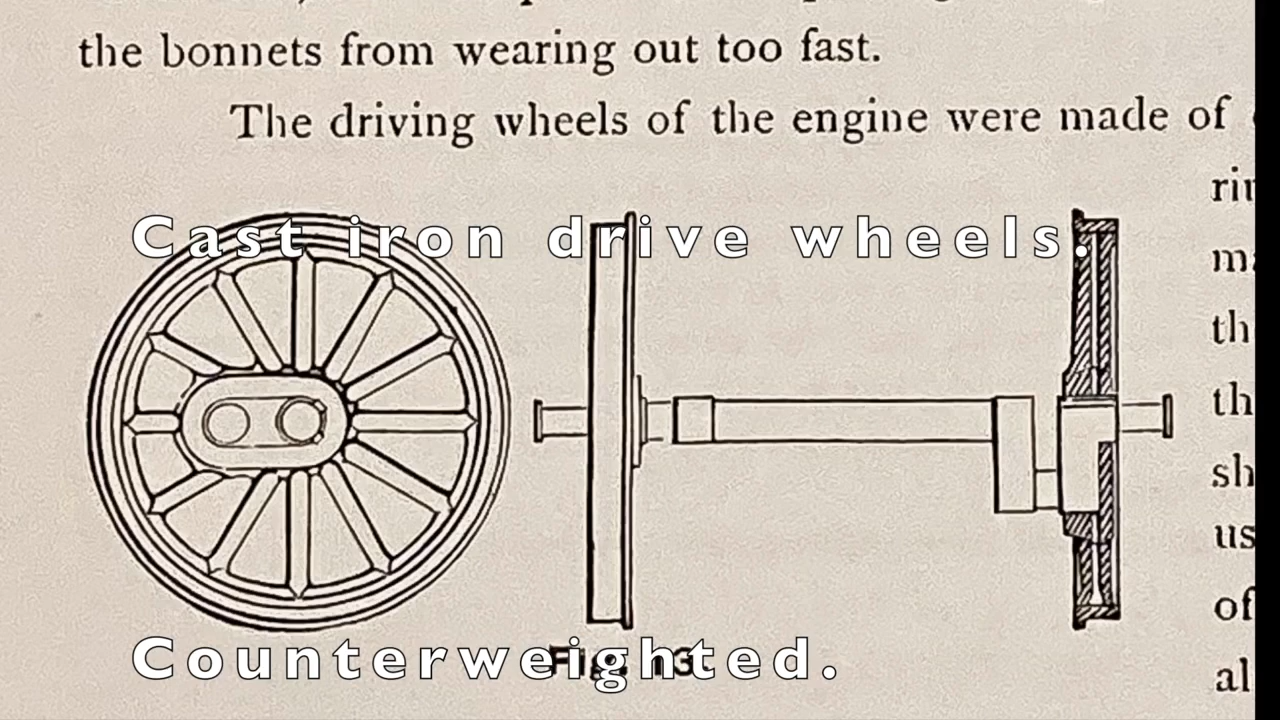 the bonnets from wearing out too fast.
The driving wheels of the engine were made of
Cast iron drive wheels.
th
th
sh
us
of
Counterweighted.
al